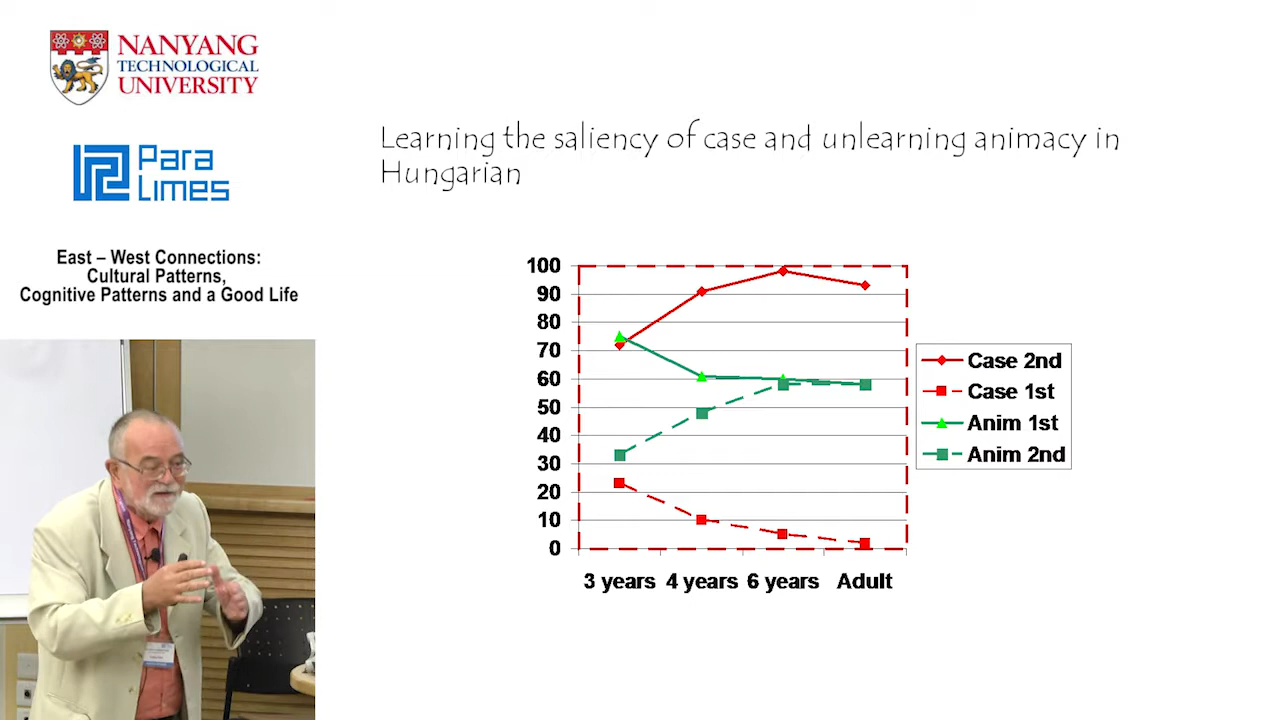 NANYANG
TECHNOLOGICAL
UNIVERSITY
Para
Limes
East – West Connections:
Cultural Patterns,
Cognitive Patterns and a Good Life
Learning the saliency of case and unlearning animacy in
Hungarian
100
90
80
70
60
50
40
30
20
10
0
3 years 4 years 6 years Adult
Case 2nd
Case 1st
Anim 1st
Anim 2nd